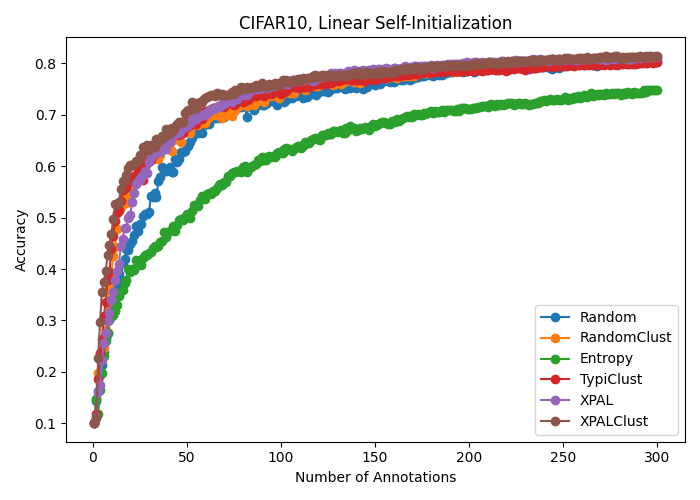 CIFAR10, Linear Self-Initialization
Accuracy
0.8
0.7
0.6
0.5
0.4
0.3
0.2
0.1
0
50
100
150
200
250
300
Number of Annotations
Random
RandomClust
Entropy
TypiClust
XPAL
XPALClust